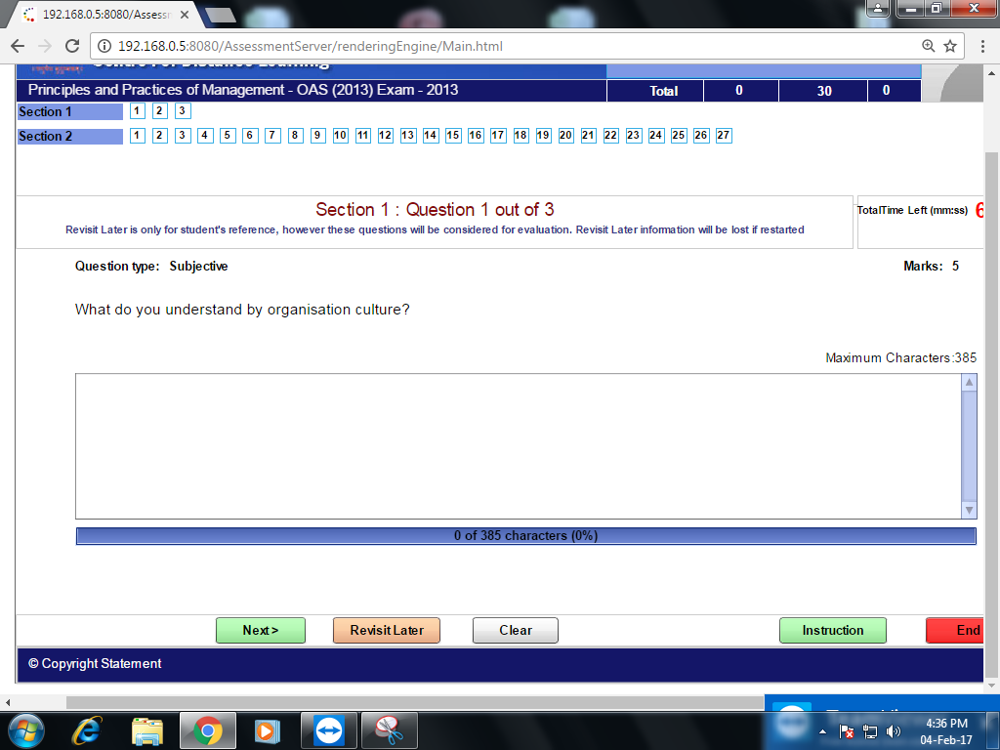 192.168.0.5:8080/Assess
192.168.0.5:8080/AssessmentServer/renderingEngine/Main.html
Centre For Distance Learning
Principles and Practices of Management - OAS (2013) Exam - 2013 Total 0 30 0
Section 1 1 2 3
Section 2 1 2 3 4 5 6 7 8 9 10 11 12 13 14 15 16 17 18 19 20 21 22 23 24 25 26 27
Section 1 : Question 1 out of 3
TotalTime Left (mm:ss) 6
Revisit Later is only for student's reference, however these questions will be considered for evaluation. Revisit Later information will be lost if restarted
Question type: Subjective Marks: 5
What do you understand by organisation culture?
Maximum Characters:385
0 of 385 characters (0%)
Next > Revisit Later Clear Instruction End
© Copyright Statement
4:36 PM
04-Feb-17